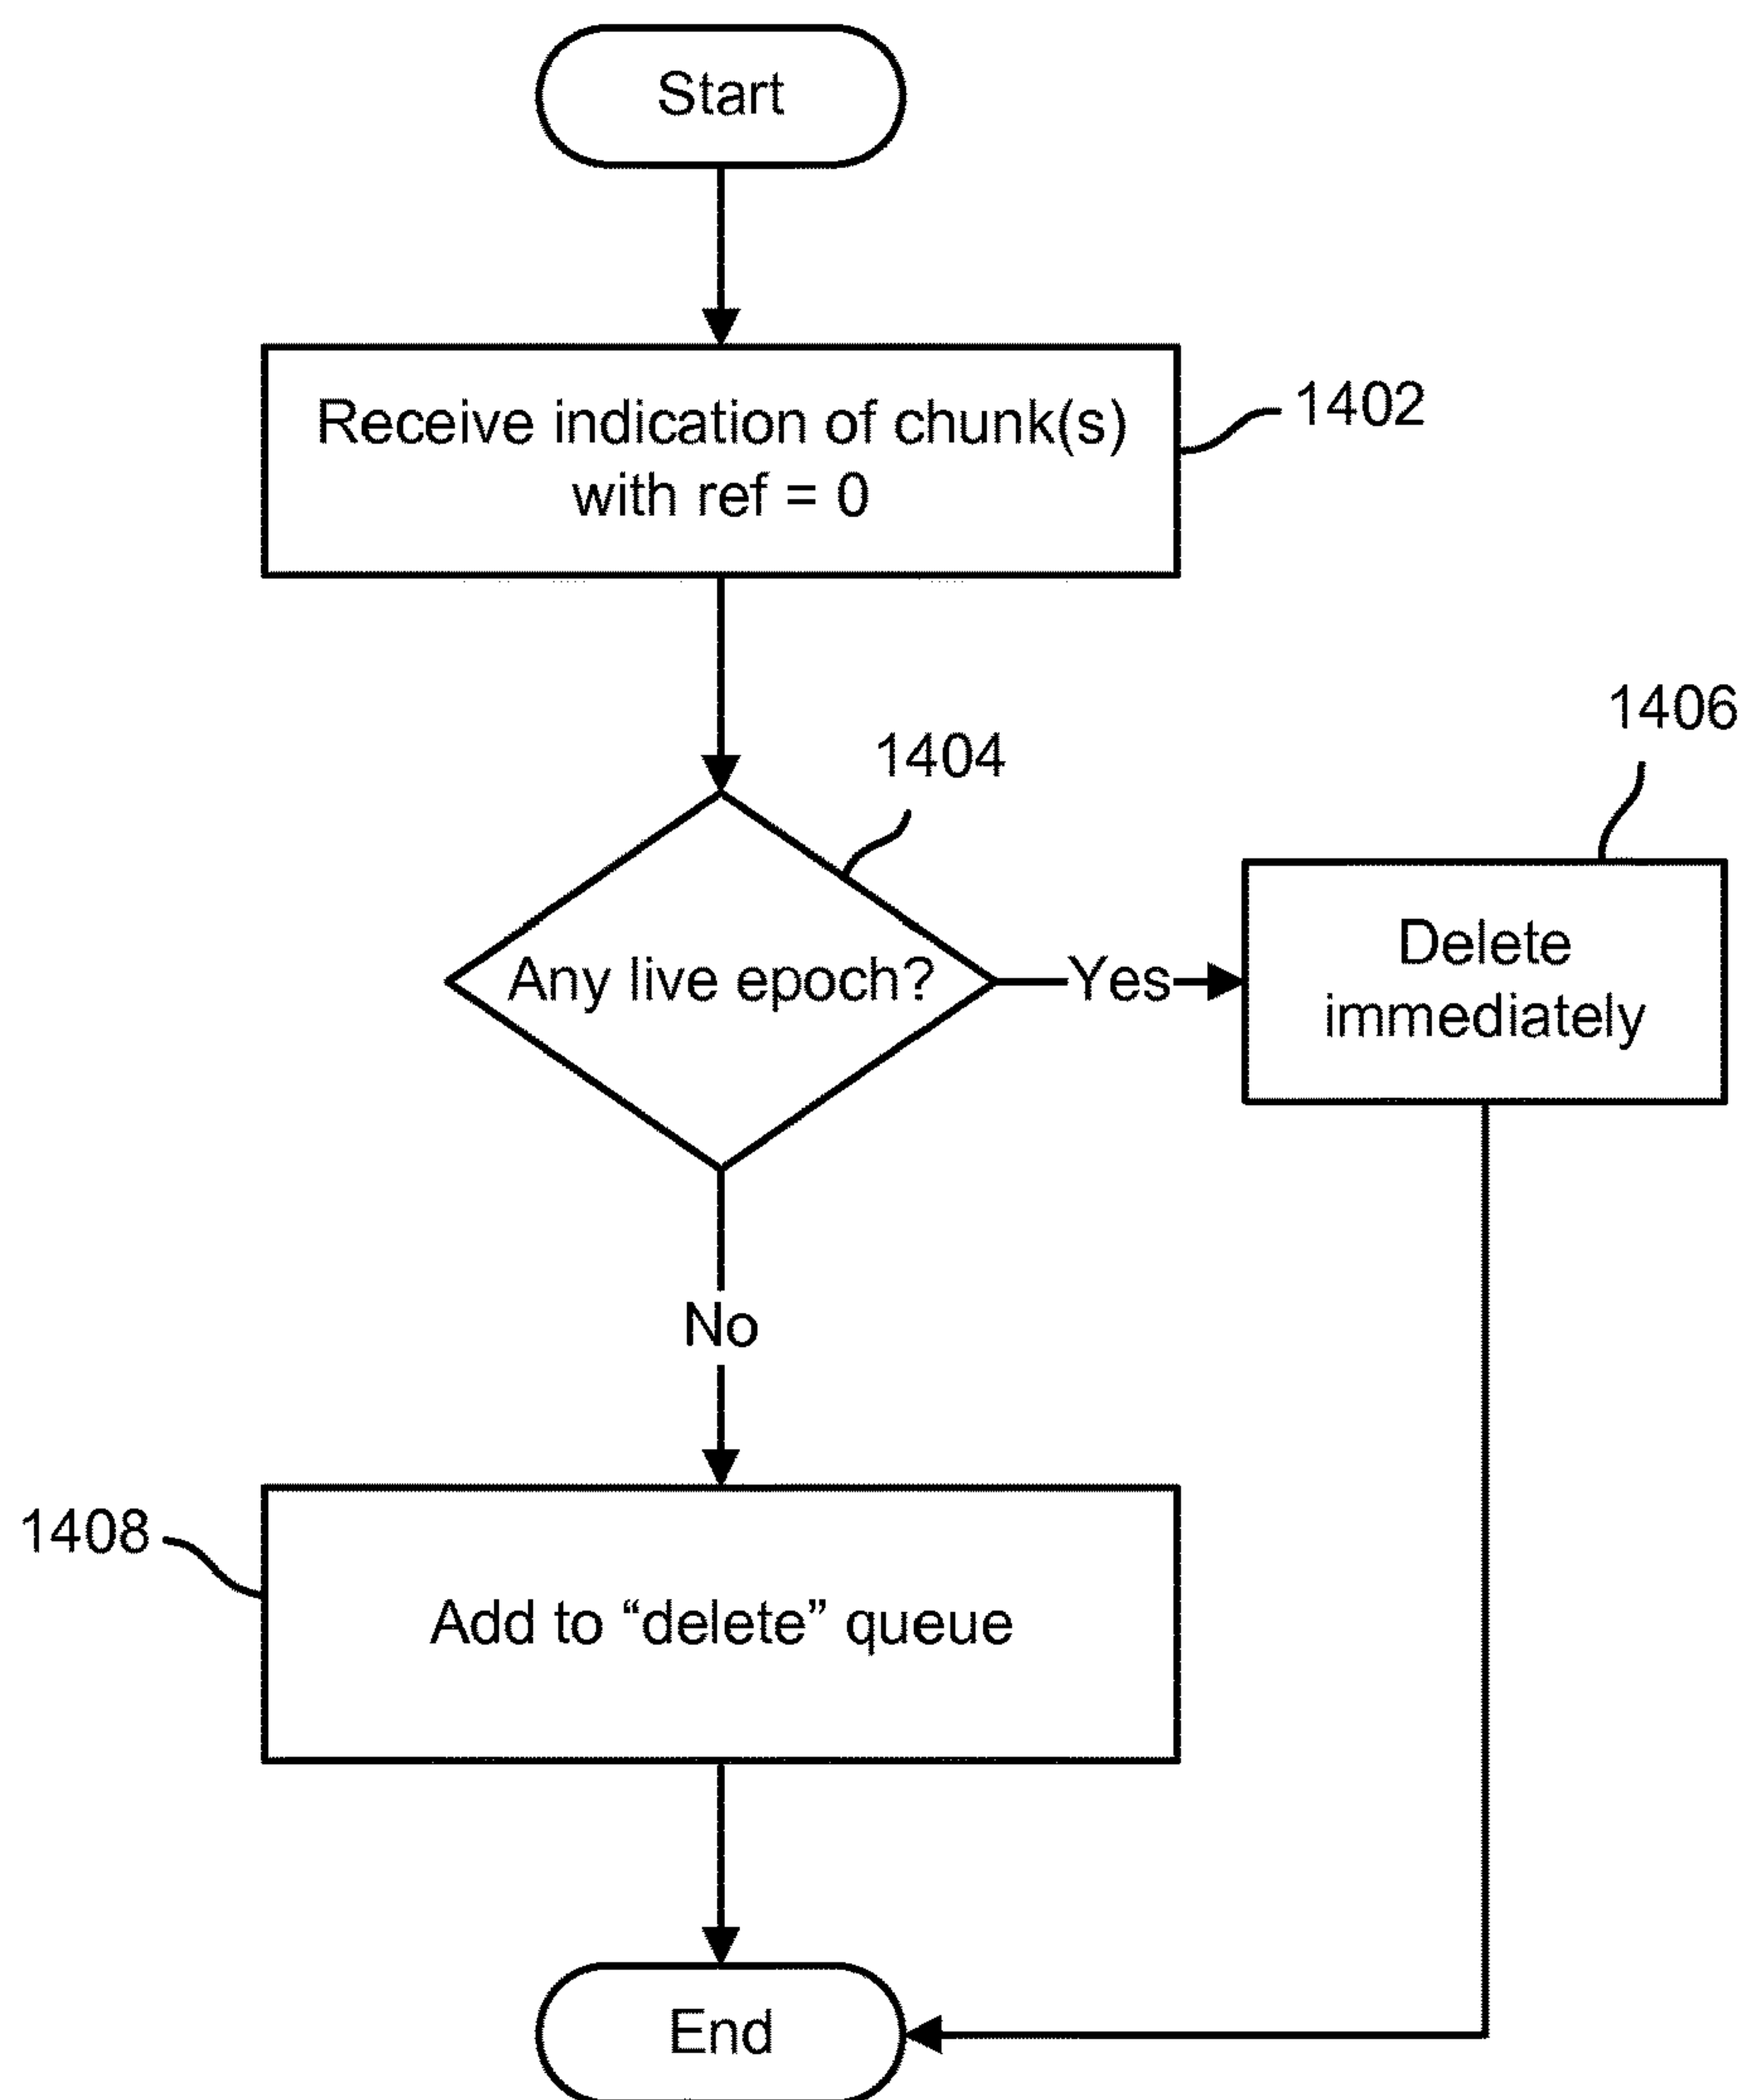 Start
Receive indication of chunk(s)
with ref = 0
1402
1404
1406
Any live epoch?
Yes
Delete
immediately
No
1408
Add to “delete” queue
End